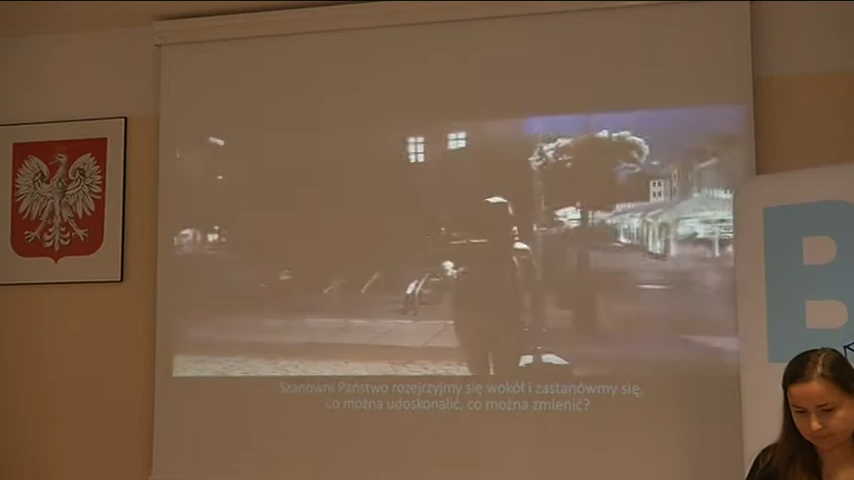 Szanowni Państwo rozejrzyjmy się wokół i zastanówmy się,
co można udoskonalić, co można zmienić?
B